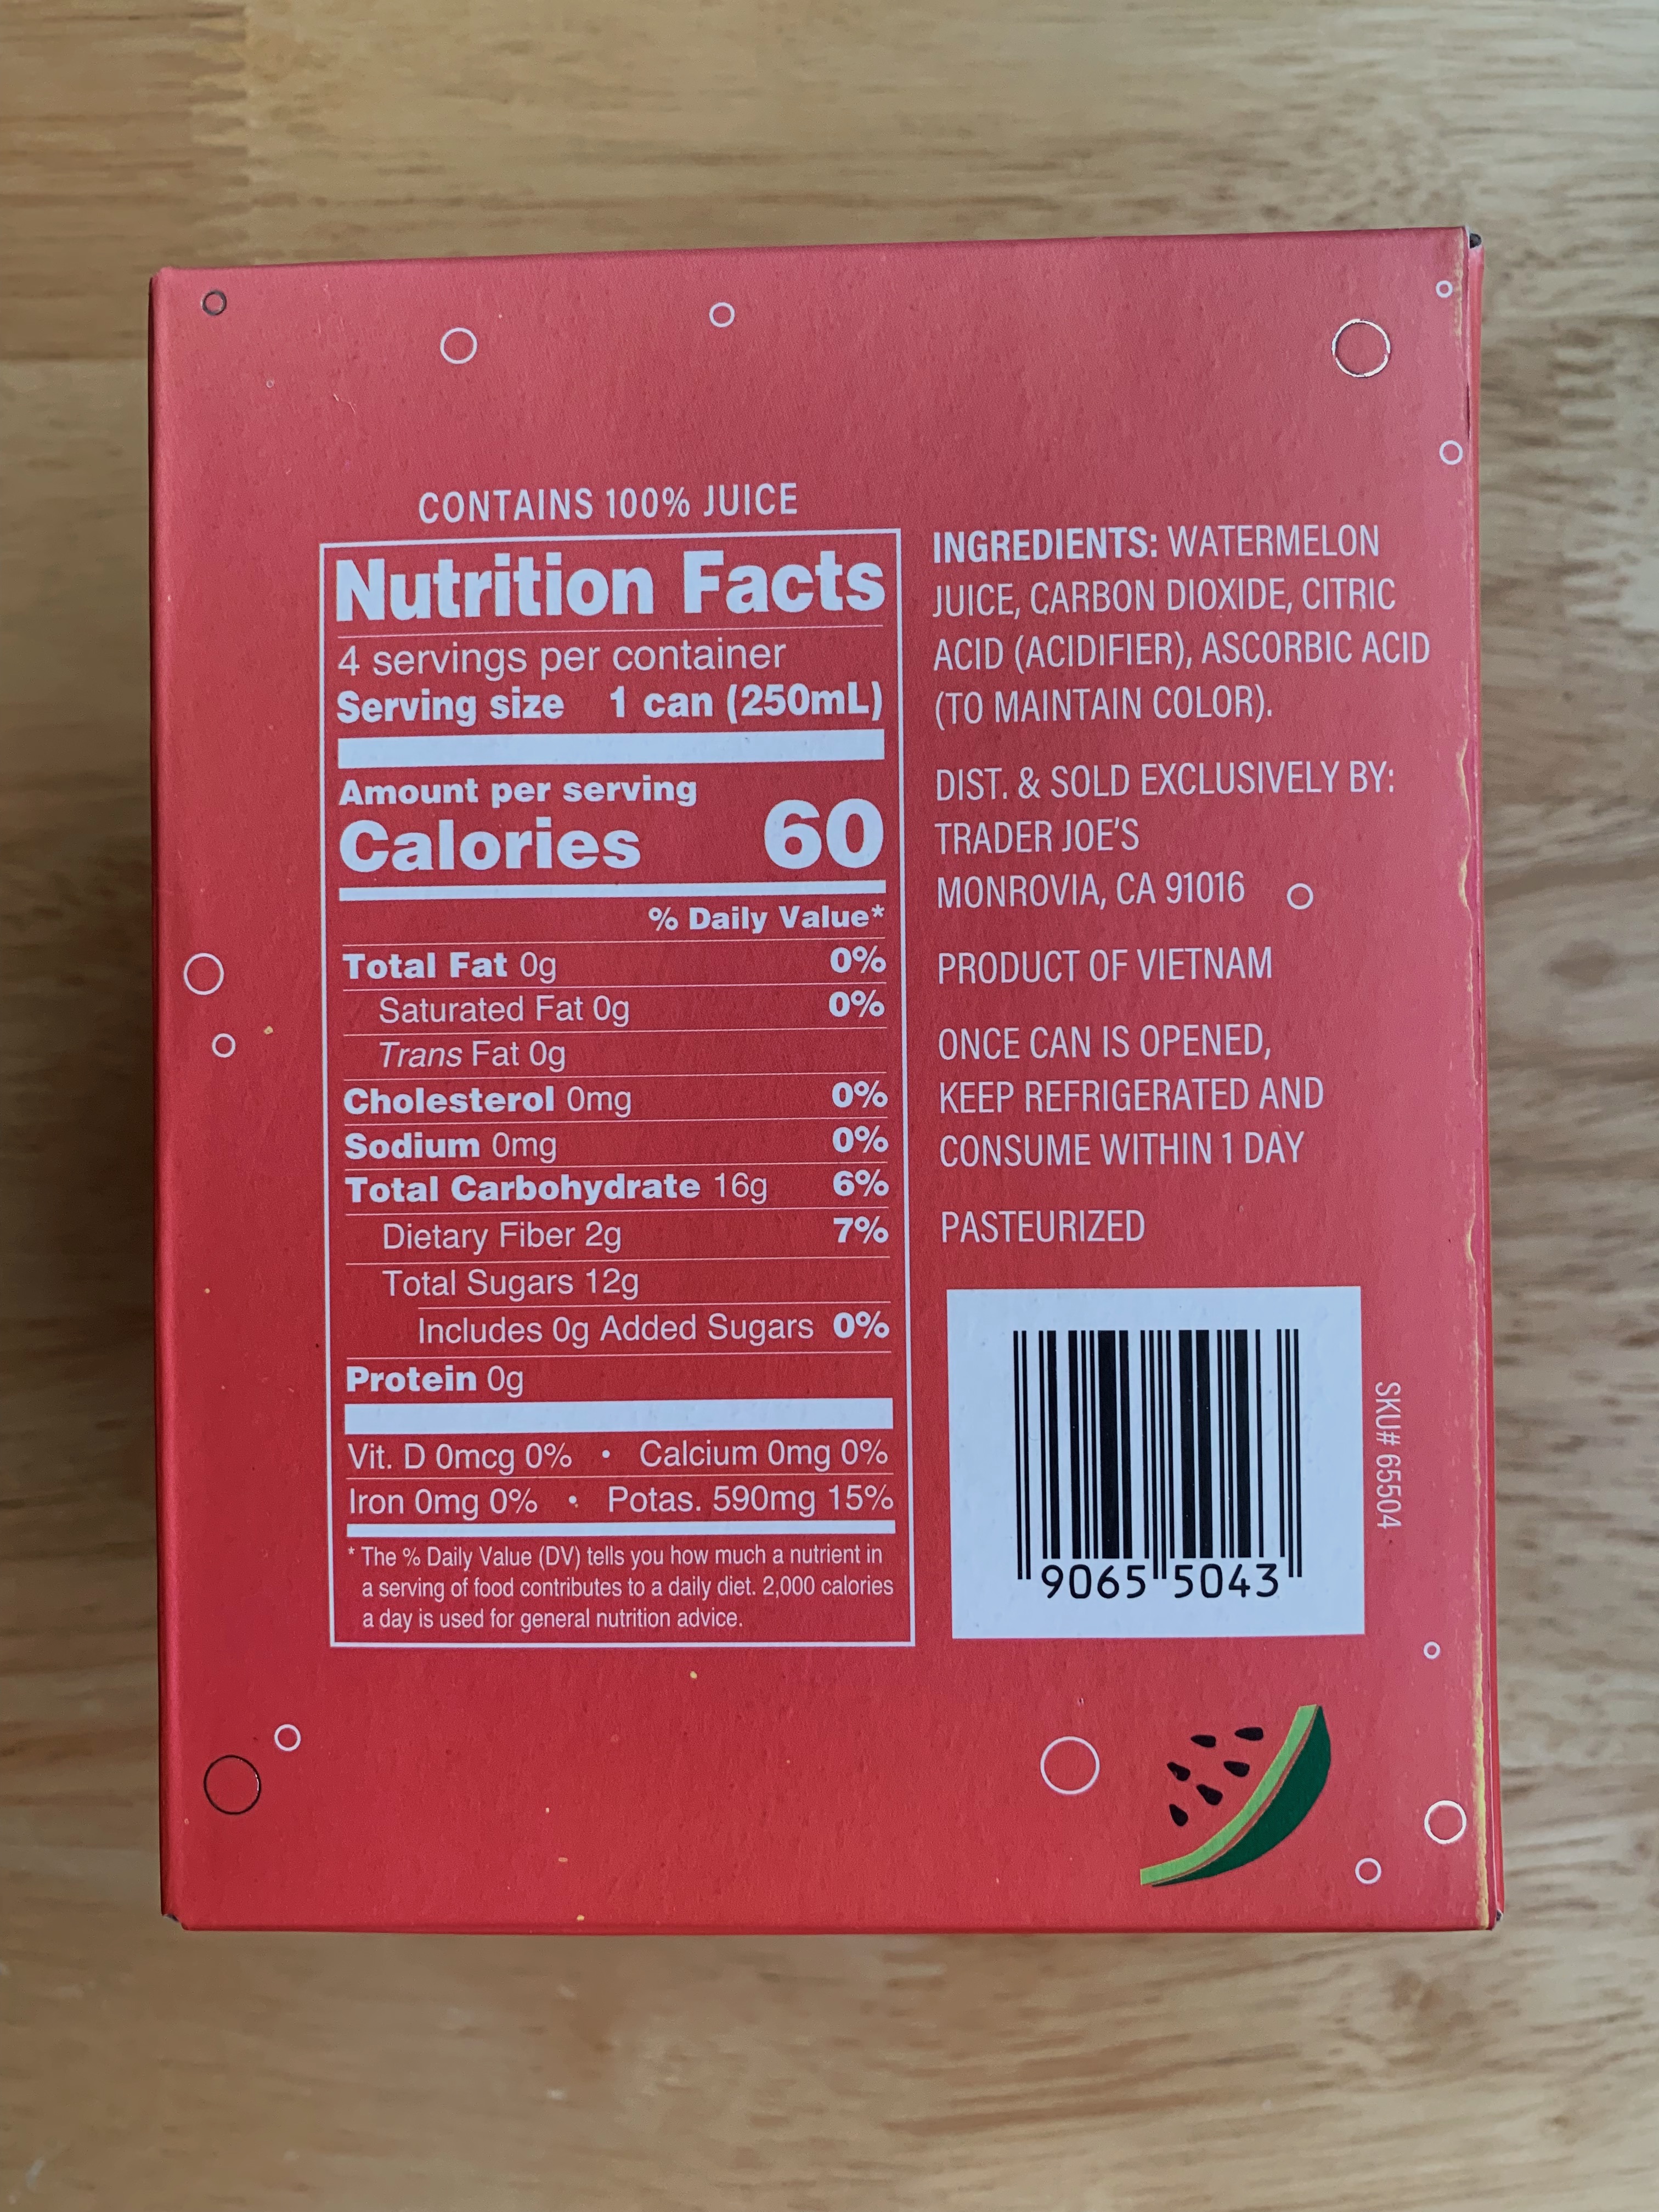 CONTAINS 100% JUICE
Nutrition Facts
4 servings per container
Serving size 1 can (250mL)
Amount per serving
Calories 60
% Daily Value*
Total Fat 0g 0%
Saturated Fat 0g 0%
Trans Fat 0g
Cholesterol 0mg 0%
Sodium 0mg 0%
Total Carbohydrate 16g 6%
Dietary Fiber 2g 7%
Total Sugars 12g
Includes 0g Added Sugars 0%
Protein 0g
Vit. D 0mcg 0% • Calcium 0mg 0%
Iron 0mg 0% • Potas. 590mg 15%
* The % Daily Value (DV) tells you how much a nutrient in
a serving of food contributes to a daily diet. 2,000 calories
a day is used for general nutrition advice.
INGREDIENTS: WATERMELON
JUICE, CARBON DIOXIDE, CITRIC
ACID (ACIDIFIER), ASCORBIC ACID
(TO MAINTAIN COLOR).
DIST. & SOLD EXCLUSIVELY BY:
TRADER JOE'S
MONROVIA, CA 91016
PRODUCT OF VIETNAM
ONCE CAN IS OPENED,
KEEP REFRIGERATED AND
CONSUME WITHIN 1 DAY
PASTEURIZED
9065 5043
SKU# 65504